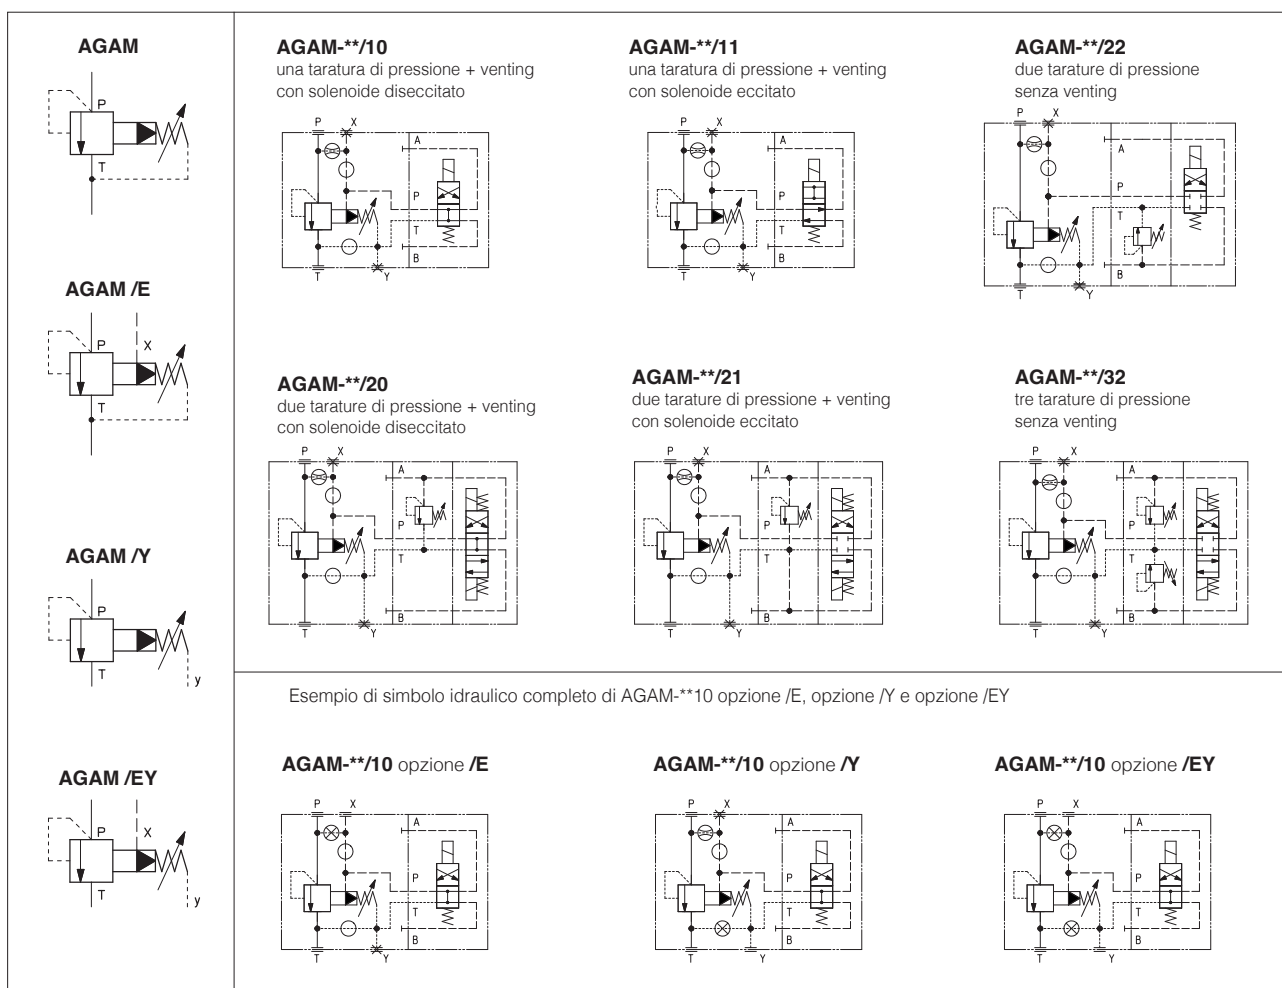 AGAM
P
T
AGAM /E
P
X
T
AGAM /Y
P
T
y
AGAM /EY
P
X
T
y
AGAM-**/10
una taratura di pressione + venting
con solenoide diseccitato
P
X
A
P
T
B
T
Y
AGAM-**/11
una taratura di pressione + venting
con solenoide eccitato
P
X
A
P
T
B
T
Y
AGAM-**/22
due tarature di pressione
senza venting
P
X
A
P
T
B
T
Y
AGAM-**/20
due tarature di pressione + venting
con solenoide diseccitato
P
X
A
P
T
B
T
Y
AGAM-**/21
due tarature di pressione + venting
con solenoide eccitato
P
X
A
P
T
B
T
Y
AGAM-**/32
tre tarature di pressione
senza venting
P
X
A
P
T
B
T
Y
Esempio di simbolo idraulico completo di AGAM-**10 opzione /E, opzione /Y e opzione /EY
AGAM-**/10 opzione /E
P
X
A
P
T
B
T
Y
AGAM-**/10 opzione /Y
P
X
A
P
T
B
T
Y
AGAM-**/10 opzione /EY
P
X
A
P
T
B
T
Y